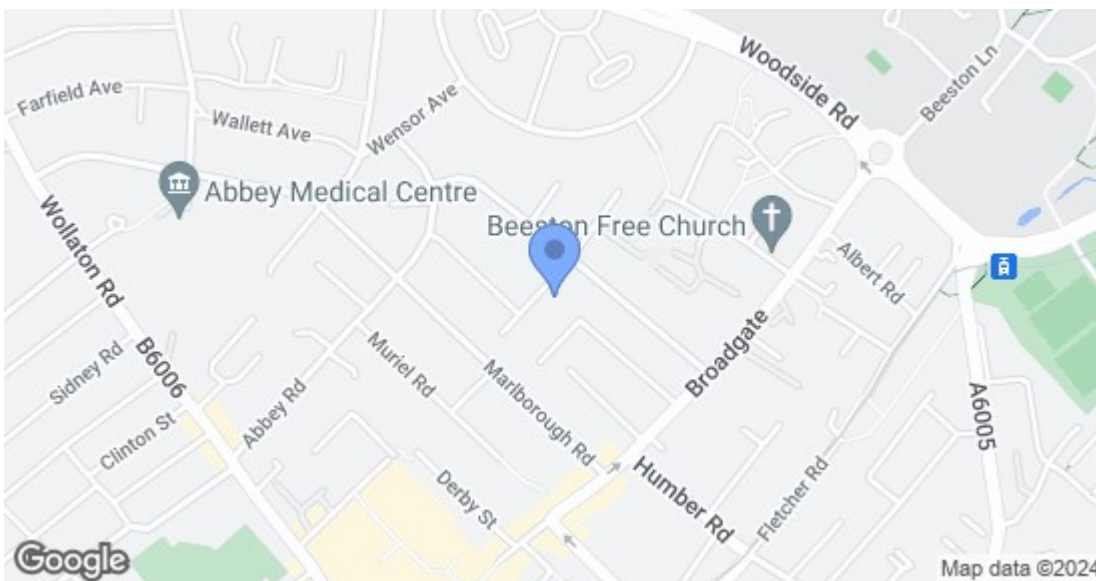 Woodside Rd
Beeston Ln
Farfield Ave
Wallett Ave
Wensor Ave
Abbey Medical Centre
Beeston Free Church
Wollaton Rd
B6006
Albert Rd
Broadgate
Sidney Rd
Muriel Rd
Marlborough Rd
Clinton St
Abbey Rd
A6005
Derby St
Humber Rd
Fletcher Rd
Google
Map data ©2024